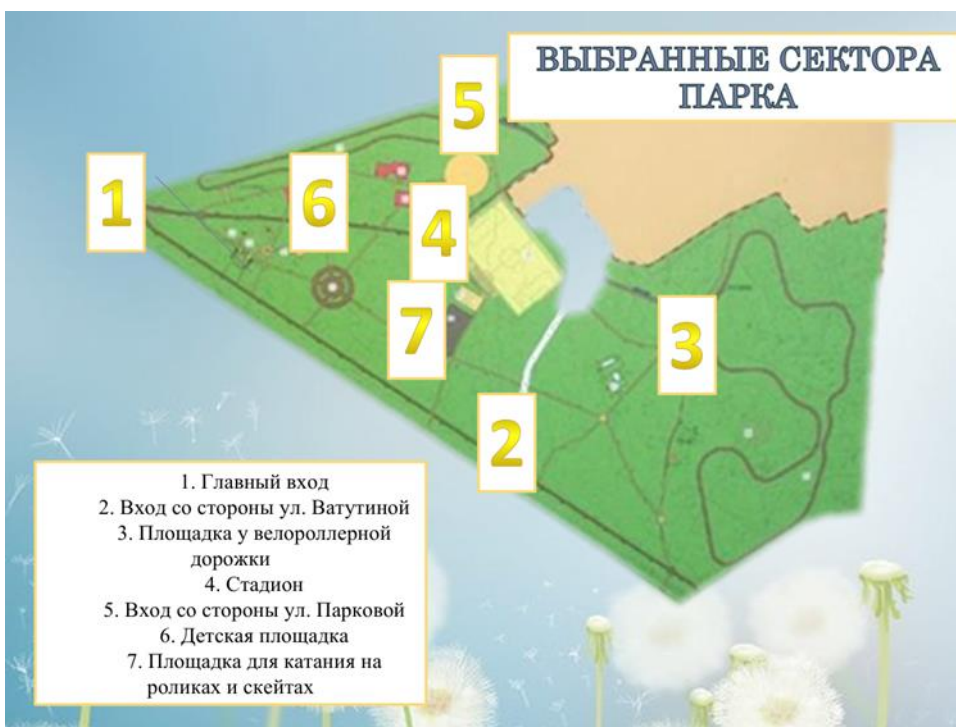 ВЫБРАННЫЕ СЕКТОРА
ПАРКА
5
1
6
4
7
3
2
1. Главный вход
2. Вход со стороны ул. Ватутиной
3. Площадка у велороллерной
дорожки
4. Стадион
5. Вход со стороны ул. Парковой
6. Детская площадка
7. Площадка для катания на
роликах и скейтах